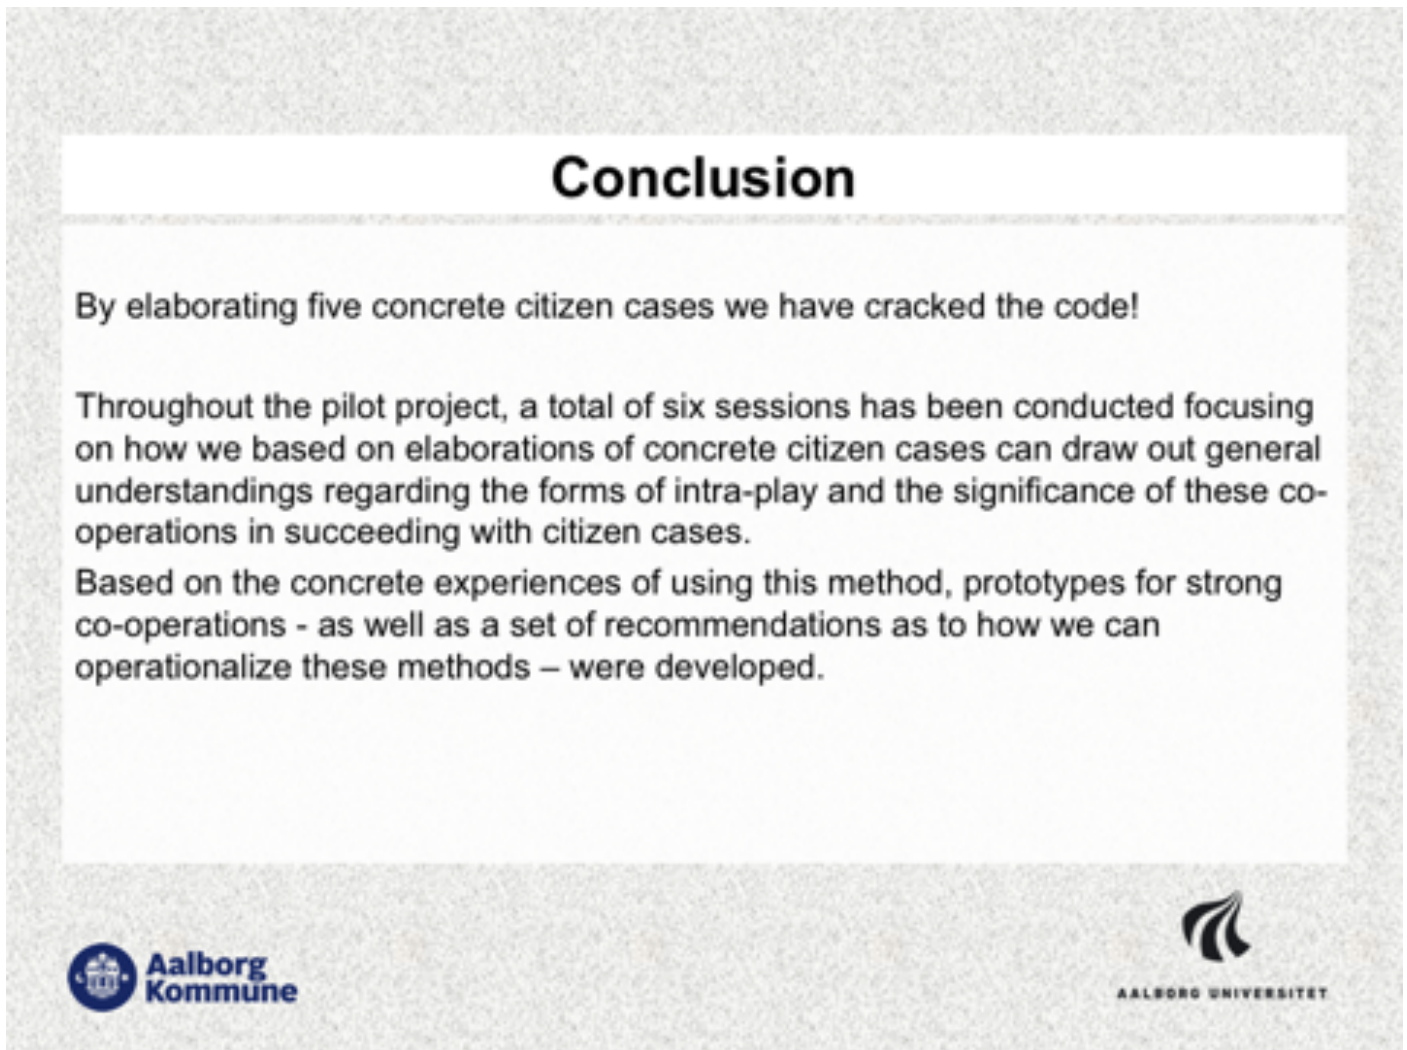 Conclusion
By elaborating five concrete citizen cases we have cracked the code!
Throughout the pilot project, a total of six sessions has been conducted focusing
on how we based on elaborations of concrete citizen cases can draw out general
understandings regarding the forms of intra-play and the significance of these co-
operations in succeeding with citizen cases.
Based on the concrete experiences of using this method, prototypes for strong
co-operations - as well as a set of recommendations as to how we can
operationalize these methods – were developed.
Aalborg
Kommune
AALBORG UNIVERSITET